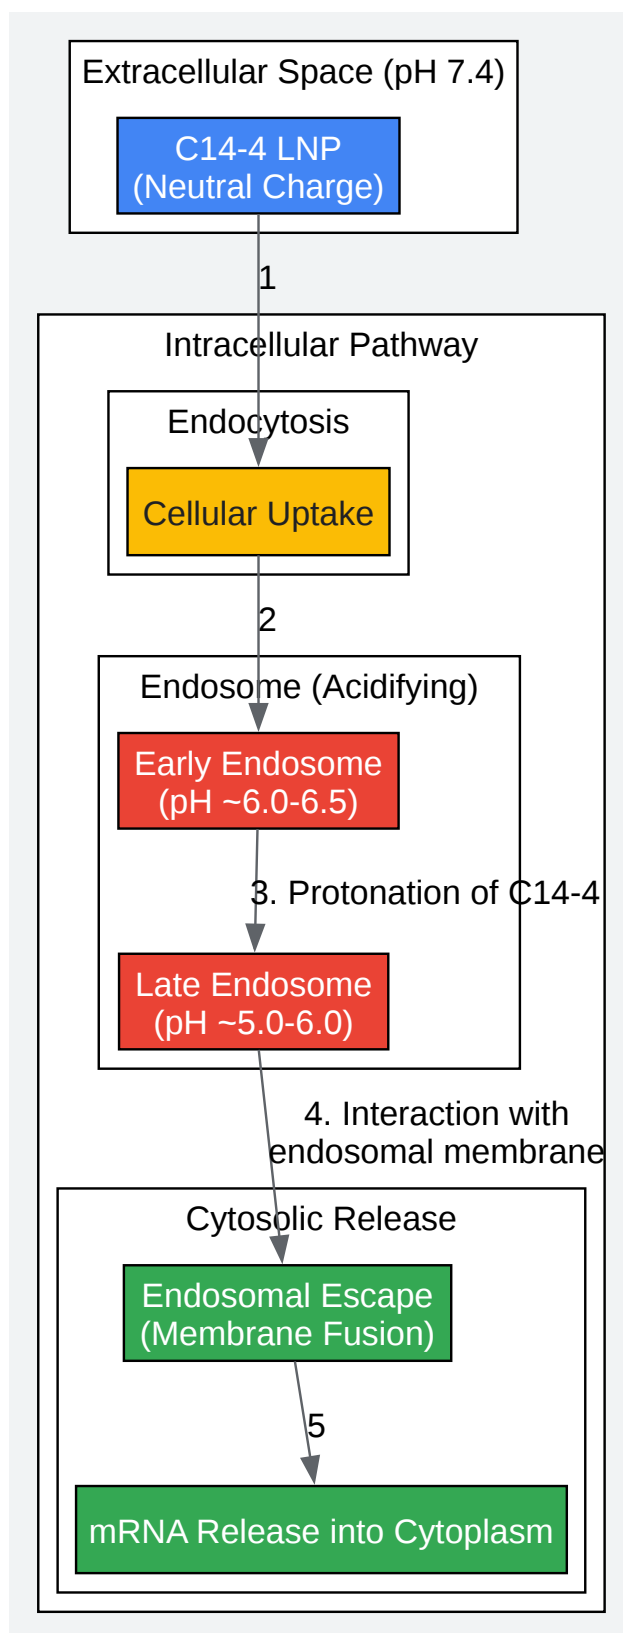 Extracellular Space (pH 7.4)
C14-4 LNP
(Neutral Charge)
1
Intracellular Pathway
Endocytosis
Cellular Uptake
2
Endosome (Acidifying)
Early Endosome
(pH ~6.0-6.5)
3. Protonation of C14-4
Late Endosome
(pH ~5.0-6.0)
4. Interaction with
endosomal membrane
Cytosolic Release
Endosomal Escape
(Membrane Fusion)
5
mRNA Release into Cytoplasm